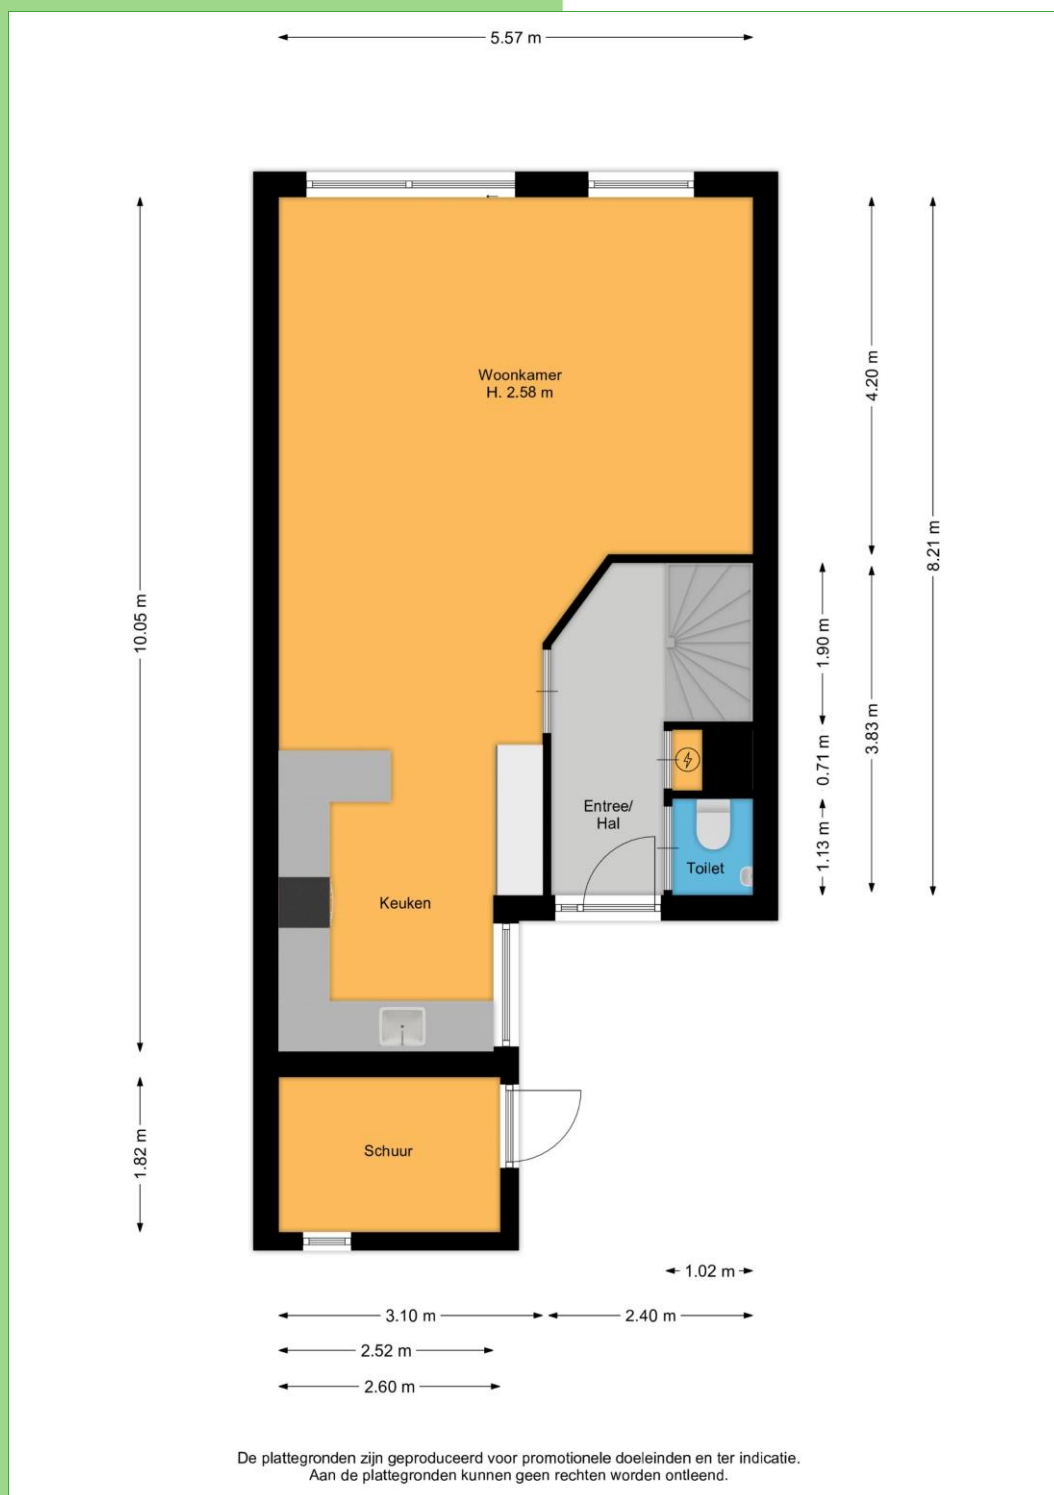 5.57 m
Woonkamer
H. 2.58 m
4.20 m
8.21 m
10.05 m
1.90 m
3.83 m
0.71 m
Entree/
Hal
1.13 m
Toilet
Keuken
Schuur
1.82 m
1.02 m
3.10 m
2.40 m
2.52 m
2.60 m
De plattegronden zijn geproduceerd voor promotionele doeleinden en ter indicatie.
Aan de plattegronden kunnen geen rechten worden ontleend.